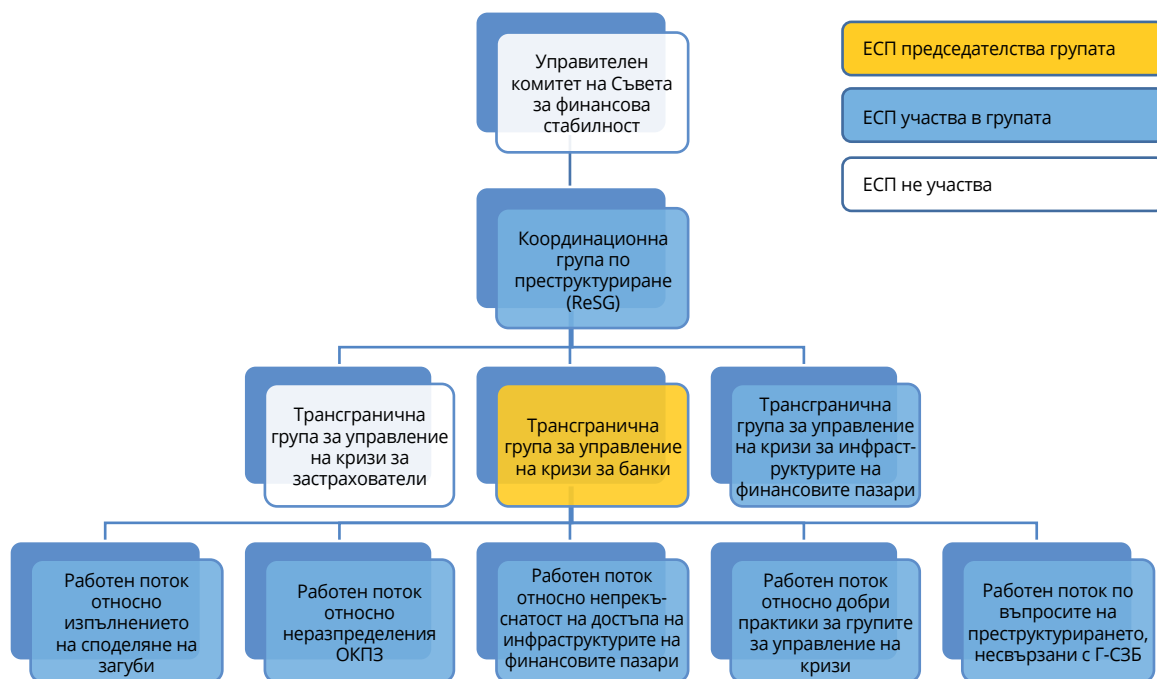 Управителен
комитет на Съвета
за финансова
стабилност
ЕСП председателства групата
ЕСП участва в групата
ЕСП не участва
Координационна
група по
преструктуриране
(ReSG)
Трансгранична
група за управление
на кризи за
застрахователи
Трансгранична
група за управление
на кризи за банки
Трансгранична
група за управление
на кризи за инфраст-
руктурите на
финансовите пазари
Работен поток
относно
изпълнението
на споделяне на
загуби
Работен поток
относно
неразпределения
ОКПЗ
Работен поток
относно непрекъ-
снатост на достъпа на
инфраструктурите на
финансовите пазари
Работен поток
относно добри
практики за групите
за управление на
кризи
Работен поток по
въпросите на
преструктурирането,
несвързани с Г-СЗБ